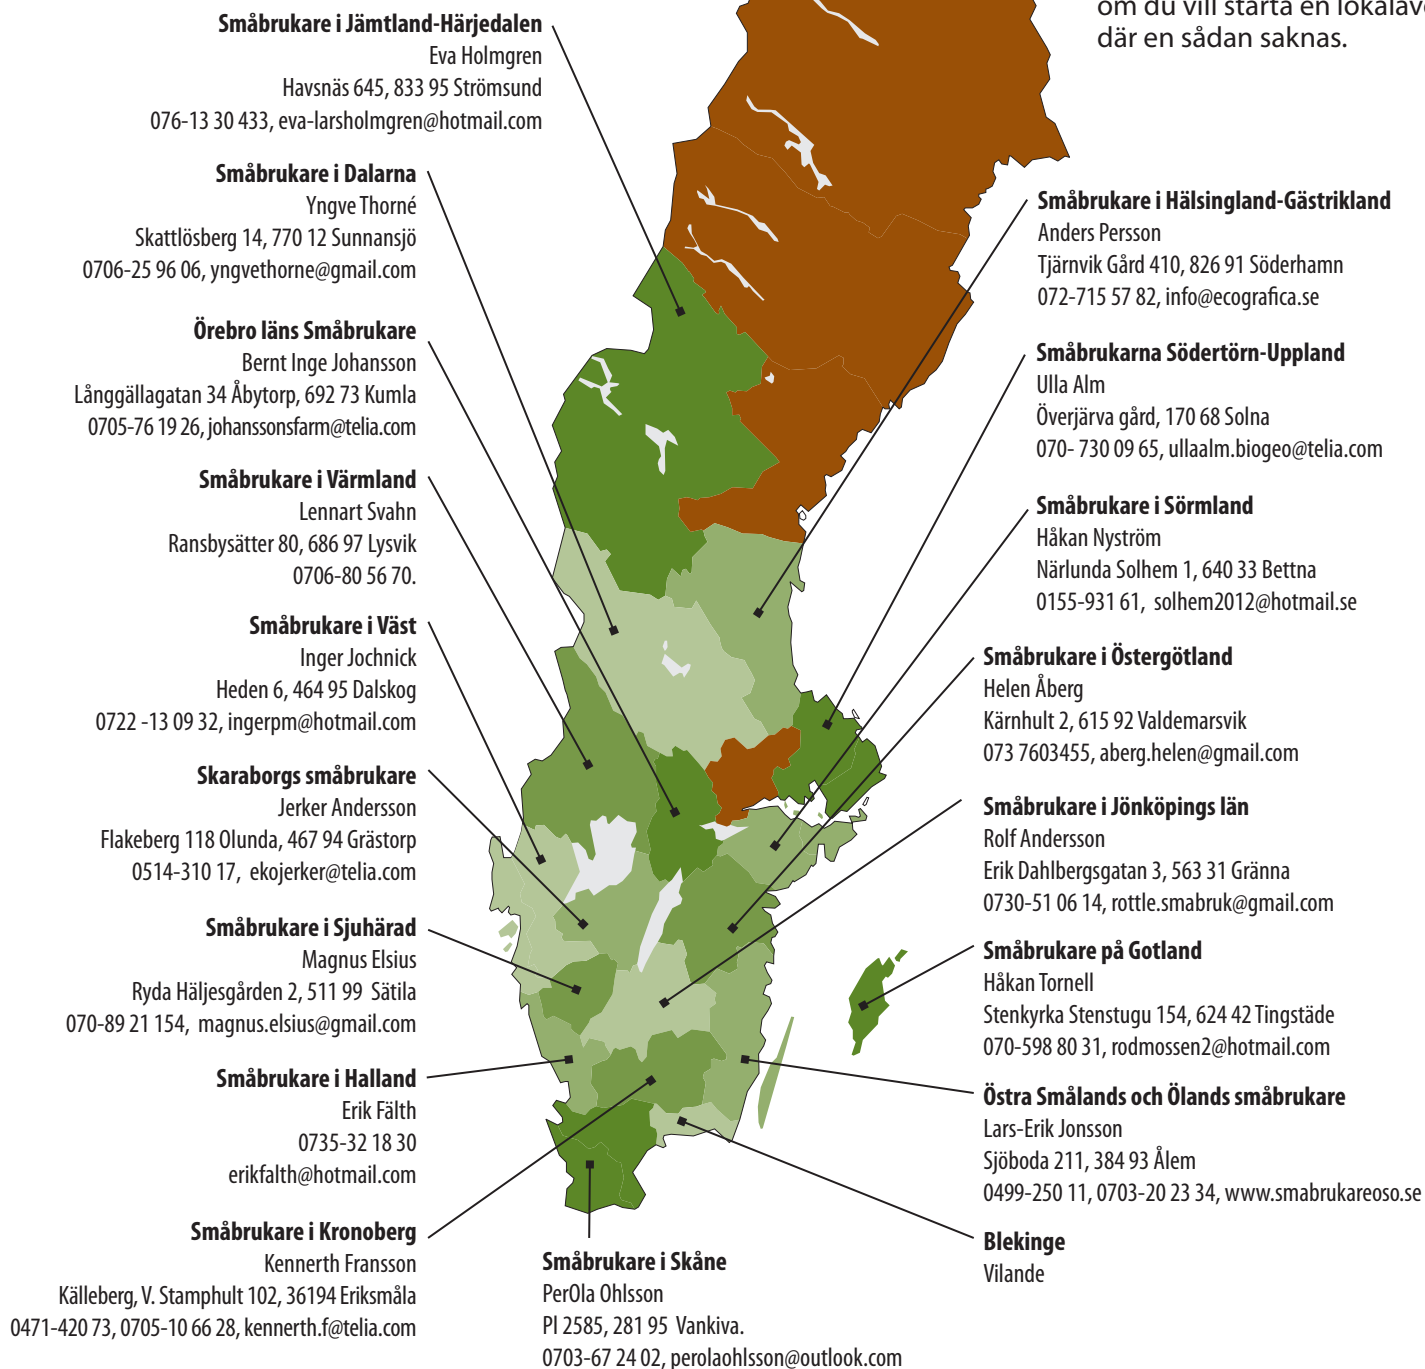 om du vill starta en
där en sådan saknas.
Småbrukare i Jämtland-Härjedalen
Eva Holmgren
Havsnäs 645, 833 95 Strömsund
076-13 30 433, eva-larsholmgren@hotmail.com
Småbrukare i Dalarna
Yngve Thorné
Skattlösberg 14, 770 12 Sunnansjö
0706-25 96 06, yngvethorne@gmail.com
Örebro läns Småbrukare
Bernt Inge Johansson
Långgällagatan 34 Åbytorp, 692 73 Kumla
0705-76 19 26, johanssonsfarm@telia.com
Småbrukare i Värmland
Lennart Svahn
Ransbysätter 80, 686 97 Lysvik
0706-80 56 70.
Småbrukare i Väst
Inger Jochnick
Heden 6, 464 95 Dalskog
0722 -13 09 32, ingerpm@hotmail.com
Skaraborgs småbrukare
Jerker Andersson
Flakeberg 118 Olunda, 467 94 Grästorp
0514-310 17, ekojerker@telia.com
Småbrukare i Sjuhärad
Magnus Elsius
Ryda Häljesgården 2, 511 99 Sätila
070-89 21 154, magnus.elsius@gmail.com
Småbrukare i Halland
Erik Fälth
0735-32 18 30
erikfalth@hotmail.com
Småbrukare i Kronoberg
Kennerth Fransson
Källeberg, V. Stamphult 102, 36194 Eriksmåla
0471-420 73, 0705-10 66 28, kennerth.f@telia.com
Småbrukare i Skåne
PerOla Ohlsson
Pl 2585, 281 95 Vankiva.
0703-67 24 02, perolaohlsson@outlook.com
Småbrukare i Hälsingland-Gästrikland
Anders Persson
Tjärnvik Gård 410, 826 91 Söderhamn
072-715 57 82, info@ecografica.se
Småbrukarna Södertörn-Uppland
Ulla Alm
Överjärva gård, 170 68 Solna
070- 730 09 65, ullaalm.biogeo@telia.com
Småbrukare i Sörmland
Håkan Nyström
Närlunda Solhem 1, 640 33 Bettna
0155-931 61, solhem2012@hotmail.se
Småbrukare i Östergötland
Helen Åberg
Kärnhult 2, 615 92 Valdemarsvik
073 7603455, aberg.helen@gmail.com
Småbrukare i Jönköpings län
Rolf Andersson
Erik Dahlbergsgatan 3, 563 31 Gränna
0730-51 06 14, rottle.smabruk@gmail.com
Småbrukare på Gotland
Håkan Tornell
Stenkyrka Stenstugu 154, 624 42 Tingstäde
070-598 80 31, rodmossen2@hotmail.com
Östra Smålands och Ölands småbrukare
Lars-Erik Jonsson
Sjöboda 211, 384 93 Ålem
0499-250 11, 0703-20 23 34, www.smabrukareoso.se
Blekinge
Vilande